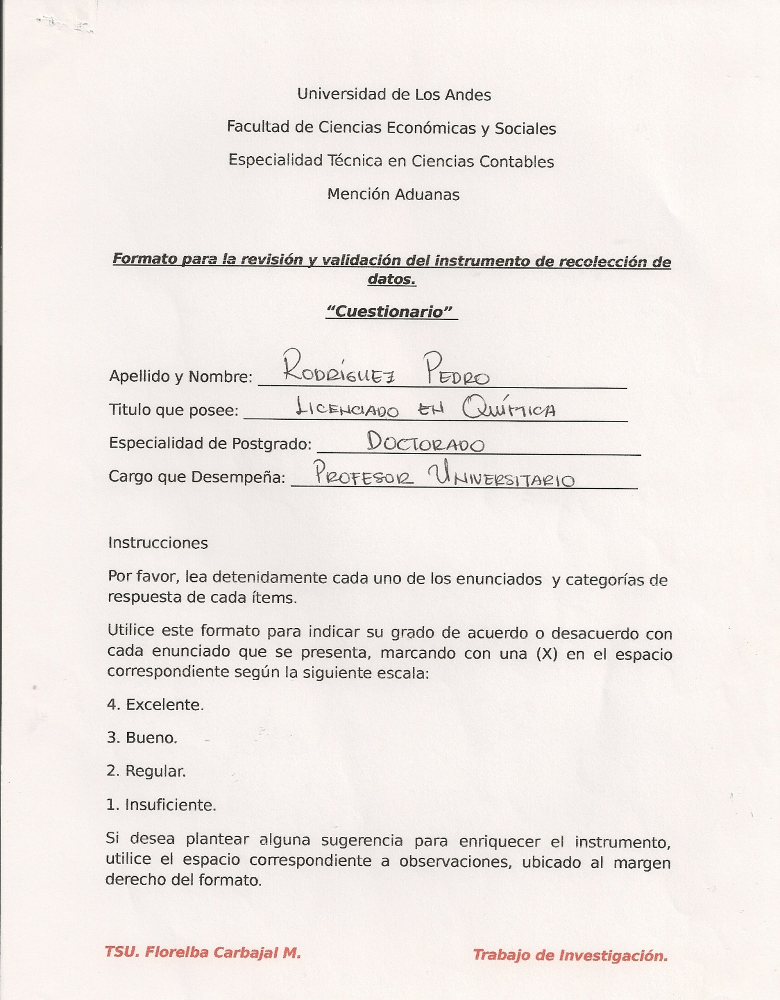 Universidad de Los Andes
Facultad de Ciencias Económicas y Sociales
Especialidad Técnica en Ciencias Contables
Mención Aduanas
Formato para la revisión y validación del instrumento de recolección de
datos.
“Cuestionario”
Apellido y Nombre: RODRÍGUEZ PEDRO
Titulo que posee: LICENCIADO EN QUÍMICA
Especialidad de Postgrado: DOCTORADO
Cargo que Desempeña: PROFESOR UNIVERSITARIO
Instrucciones
Por favor, lea detenidamente cada uno de los enunciados y categorías de
respuesta de cada ítems.
Utilice este formato para indicar su grado de acuerdo o desacuerdo con
cada enunciado que se presenta, marcando con una (X) en el espacio
correspondiente según la siguiente escala:
4. Excelente.
3. Bueno.
2. Regular.
1. Insuficiente.
Si desea plantear alguna sugerencia para enriquecer el instrumento,
utilice el espacio correspondiente a observaciones, ubicado al margen
derecho del formato.
TSU. Florelba Carbajal M. Trabajo de Investigación.